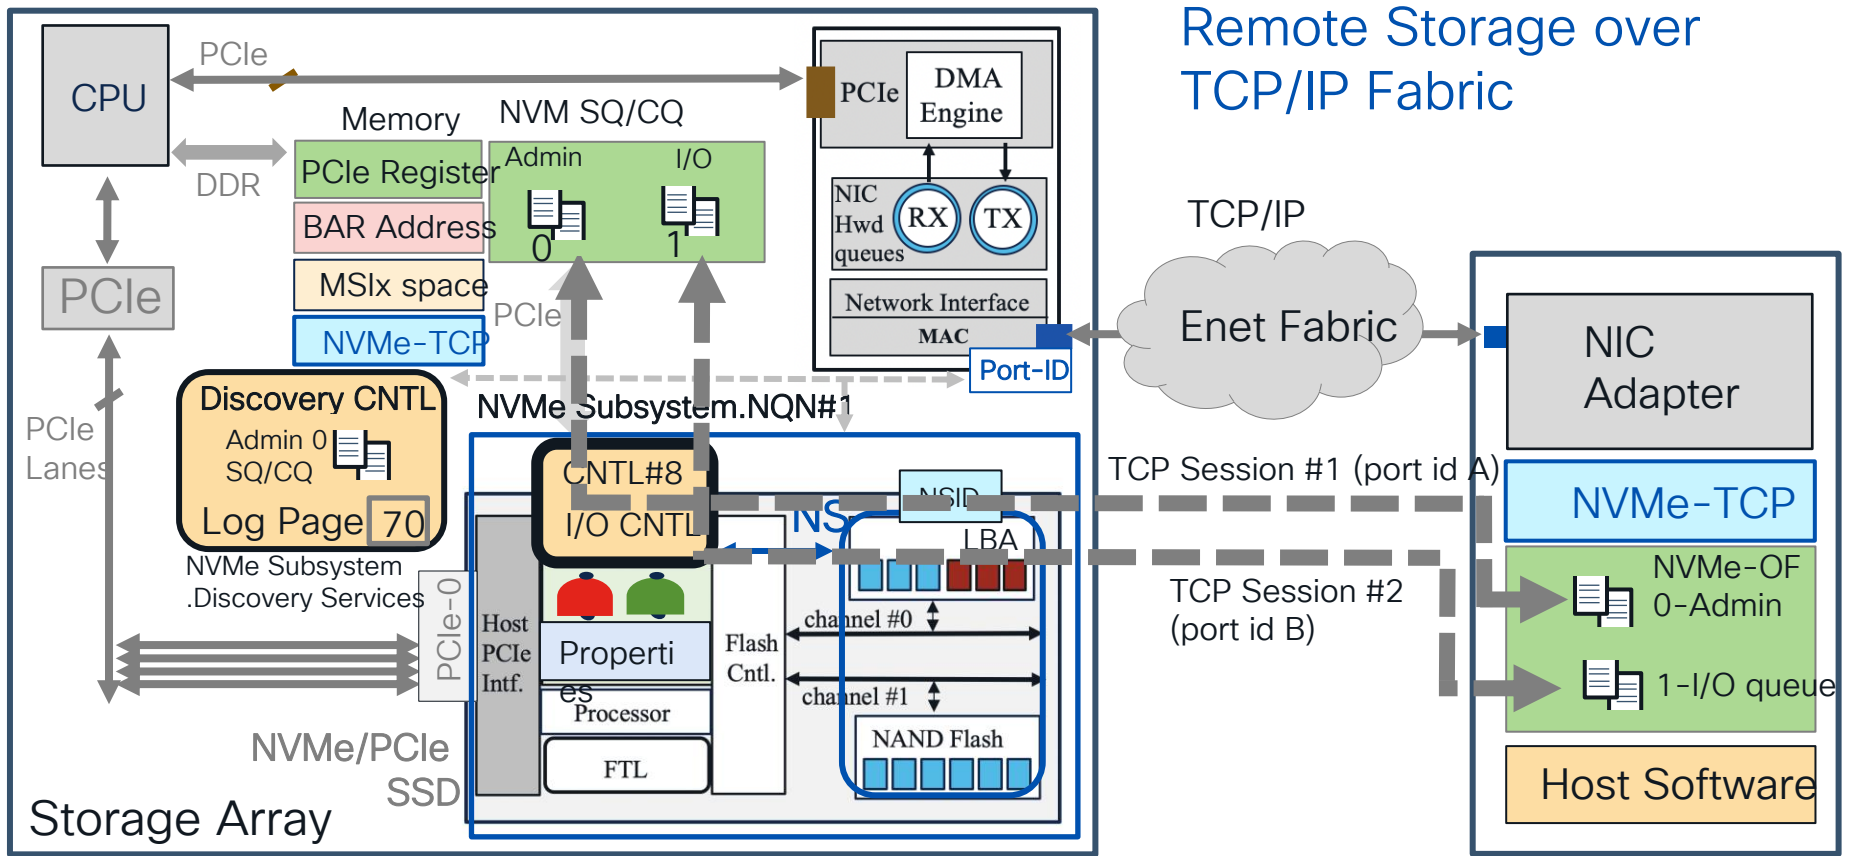 Remote Storage over
TCP/IP Fabric
CPU
PCIe
Memory
NVM SQ/CQ
PCIe
DMA
Engine
DDR
PCIe Register
Admin
I/O
0
1
BAR Address
NIC
Hwd
queues
RX
TX
PCIe
MSIx space
PCIe
NVMe-TCP
Network Interface
MAC
Port-ID
TCP/IP
Enet Fabric
NIC
Adapter
Discovery CNTL
Admin 0
SQ/CQ
Log Page 70
NVMe Subsystem
.Discovery Services
PCIe
Lanes
NVMe Subsystem.NQN#1
CNTL#8
I/O CNTL
NSID
NS
LBA
TCP Session #1 (port id A)
TCP Session #2
(port id B)
NVMe-TCP
NVMe-OF
0-Admin
1-I/O queue
Host Software
PCIe-0
Host
PCIe
Intf.
Properti
es
Processor
FTL
Flash
Cntl.
channel #0
channel #1
NAND Flash
NVMe/PCIe
SSD
Storage Array